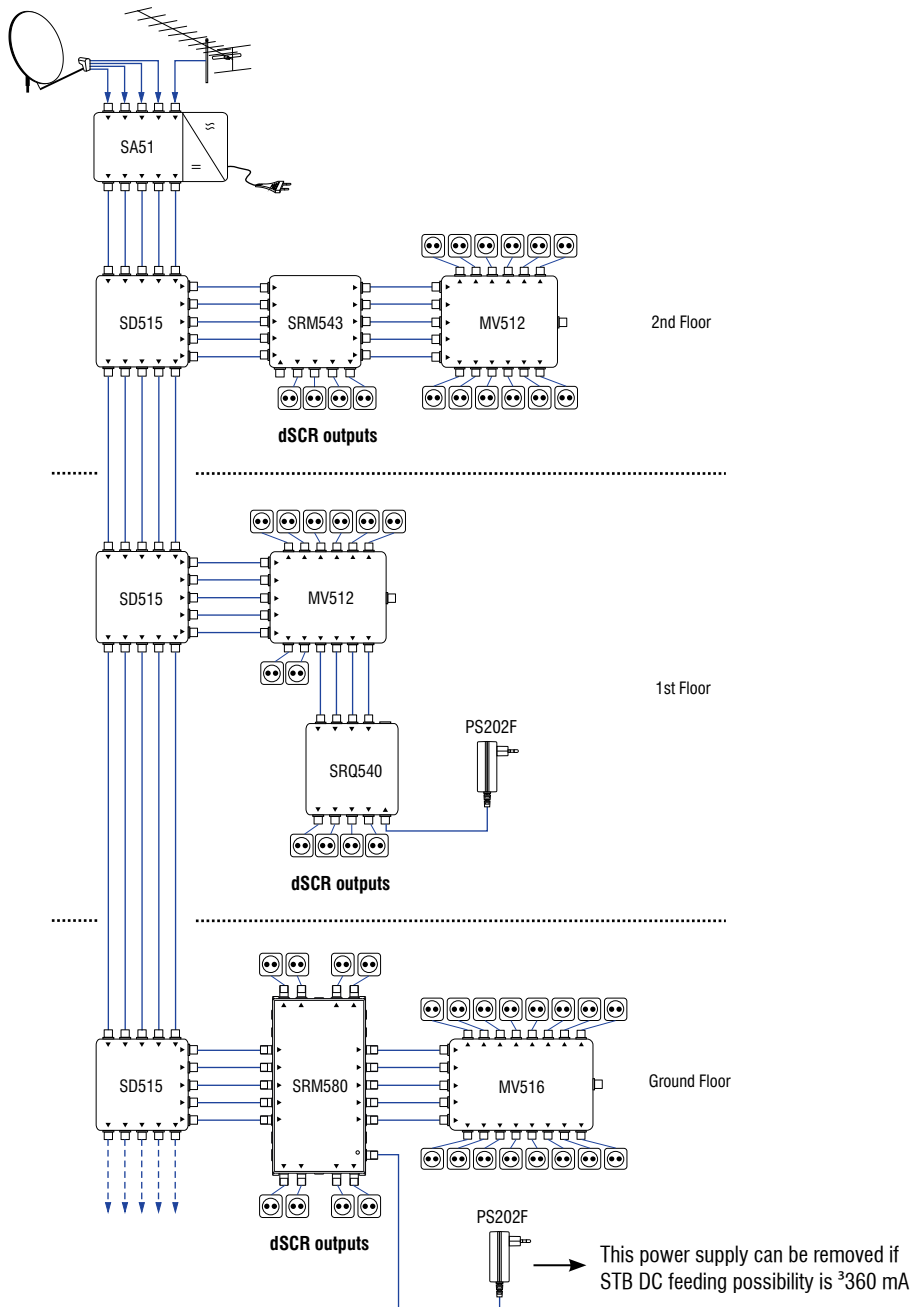 SA51
SD515
SRM543
MV512
2nd Floor
dSCR outputs
SD515
MV512
1st Floor
PS202F
SRQ540
dSCR outputs
SD515
SRM580
MV516
Ground Floor
dSCR outputs
PS202F
This power supply can be removed if
STB DC feeding possibility is ³360 mA